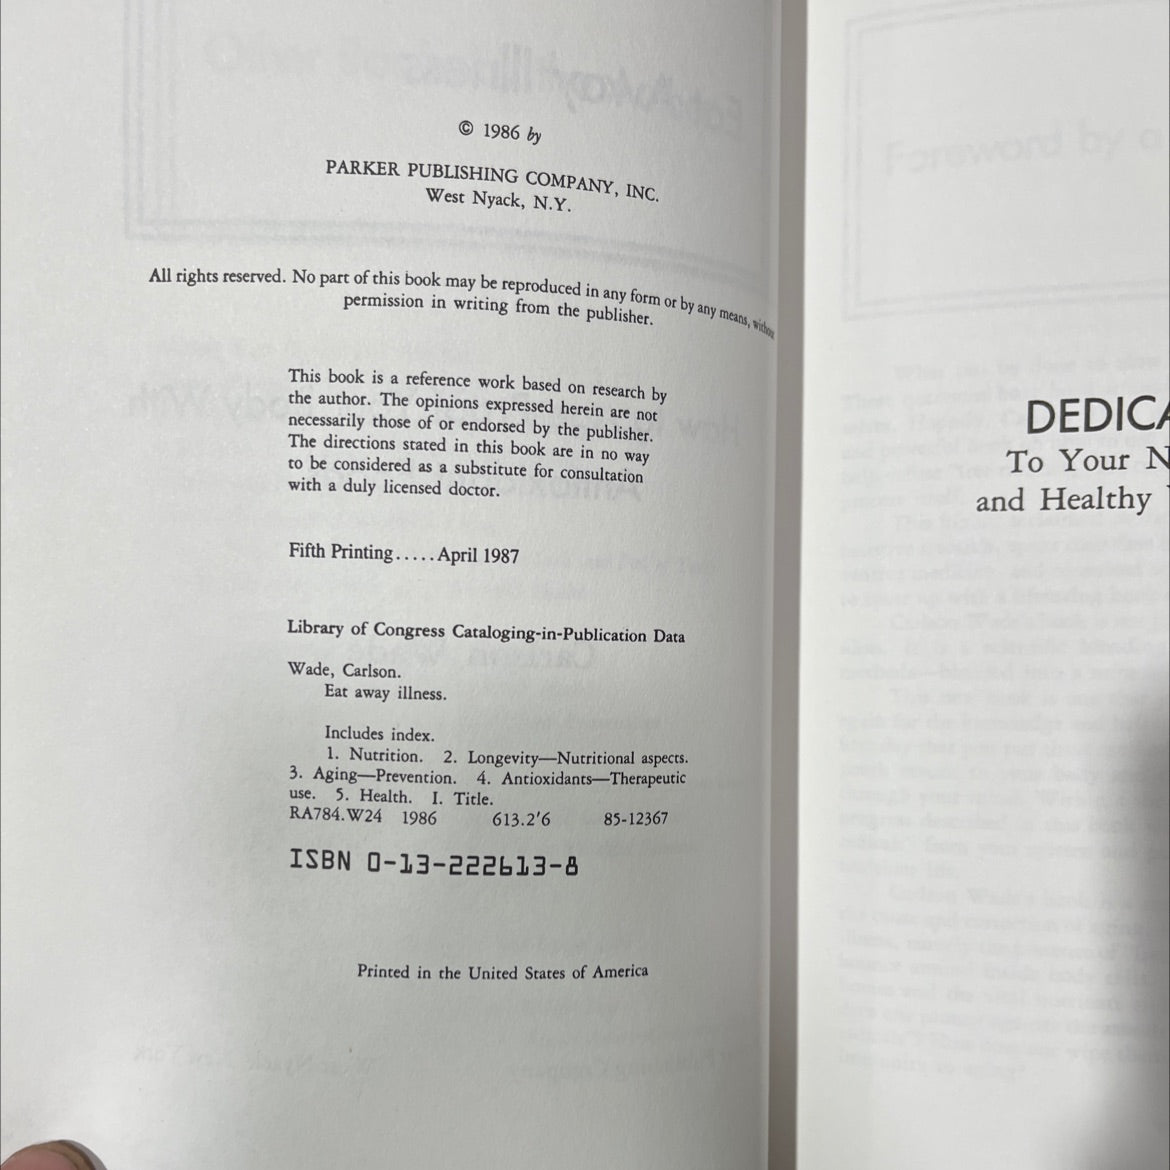 © 1986 by
PARKER PUBLISHING COMPANY, INC.
West Nyack, N.Y.
All rights reserved. No part of this book may be reproduced in any form or by any means, without
permission in writing from the publisher.
This book is a reference work based on research by
the author. The opinions expressed herein are not
necessarily those of or endorsed by the publisher.
The directions stated in this book are in no way
to be considered as a substitute for consultation
with a duly licensed doctor.
Fifth Printing.....April 1987
Library of Congress Cataloging-in-Publication Data
Wade, Carlson.
Eat away illness.
Includes index.
1. Nutrition. 2. Longevity—Nutritional aspects.
3. Aging—Prevention. 4. Antioxidants—Therapeutic
use. 5. Health. I. Title.
RA784.W24 1986 613.2'6 85-12367
ISBN 0-13-222613-8
Printed in the United States of America
Foreword by a
DEDICA
To Your N
and Healthy